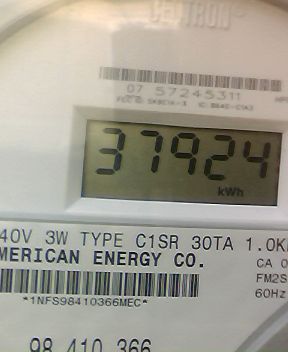 CENTRON
07 57245311
37924
kWh
40V 3W TYPE C1SR 30TA 1.0K
MERICAN ENERGY CO.
CA 0
FM2S
60Hz
*1NFS98410366MEC*
98 410 366